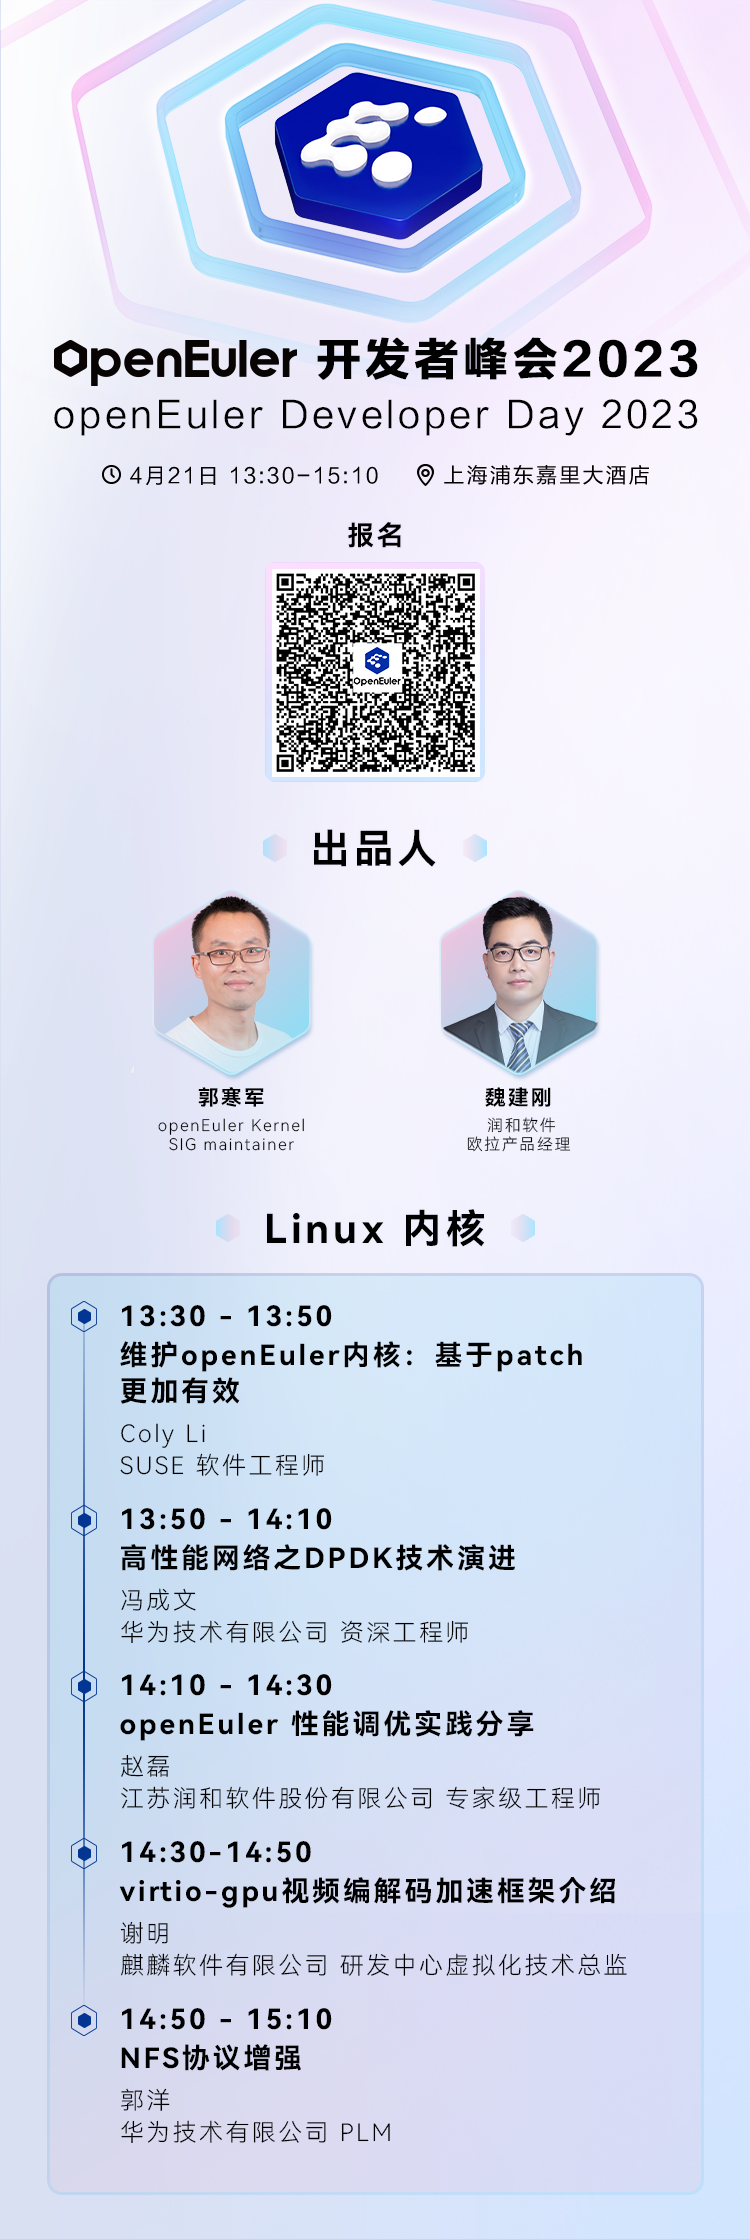 openEuler 开发者峰会2023
openEuler Developer Day 2023
4月21日 13:30-15:10 上海浦东嘉里大酒店
报名
openEuler
出品人
郭寒军 魏建刚
openEuler Kernel 润和软件
SIG maintainer 欧拉产品经理
Linux 内核
13:30 - 13:50
维护openEuler内核：基于patch
更加有效
Coly Li
SUSE 软件工程师
13:50 - 14:10
高性能网络之DPDK技术演进
冯成文
华为技术有限公司 资深工程师
14:10 - 14:30
openEuler 性能调优实践分享
赵磊
江苏润和软件股份有限公司 专家级工程师
14:30-14:50
virtio-gpu视频编解码加速框架介绍
谢明
麒麟软件有限公司 研发中心虚拟化技术总监
14:50 - 15:10
NFS协议增强
郭洋
华为技术有限公司 PLM